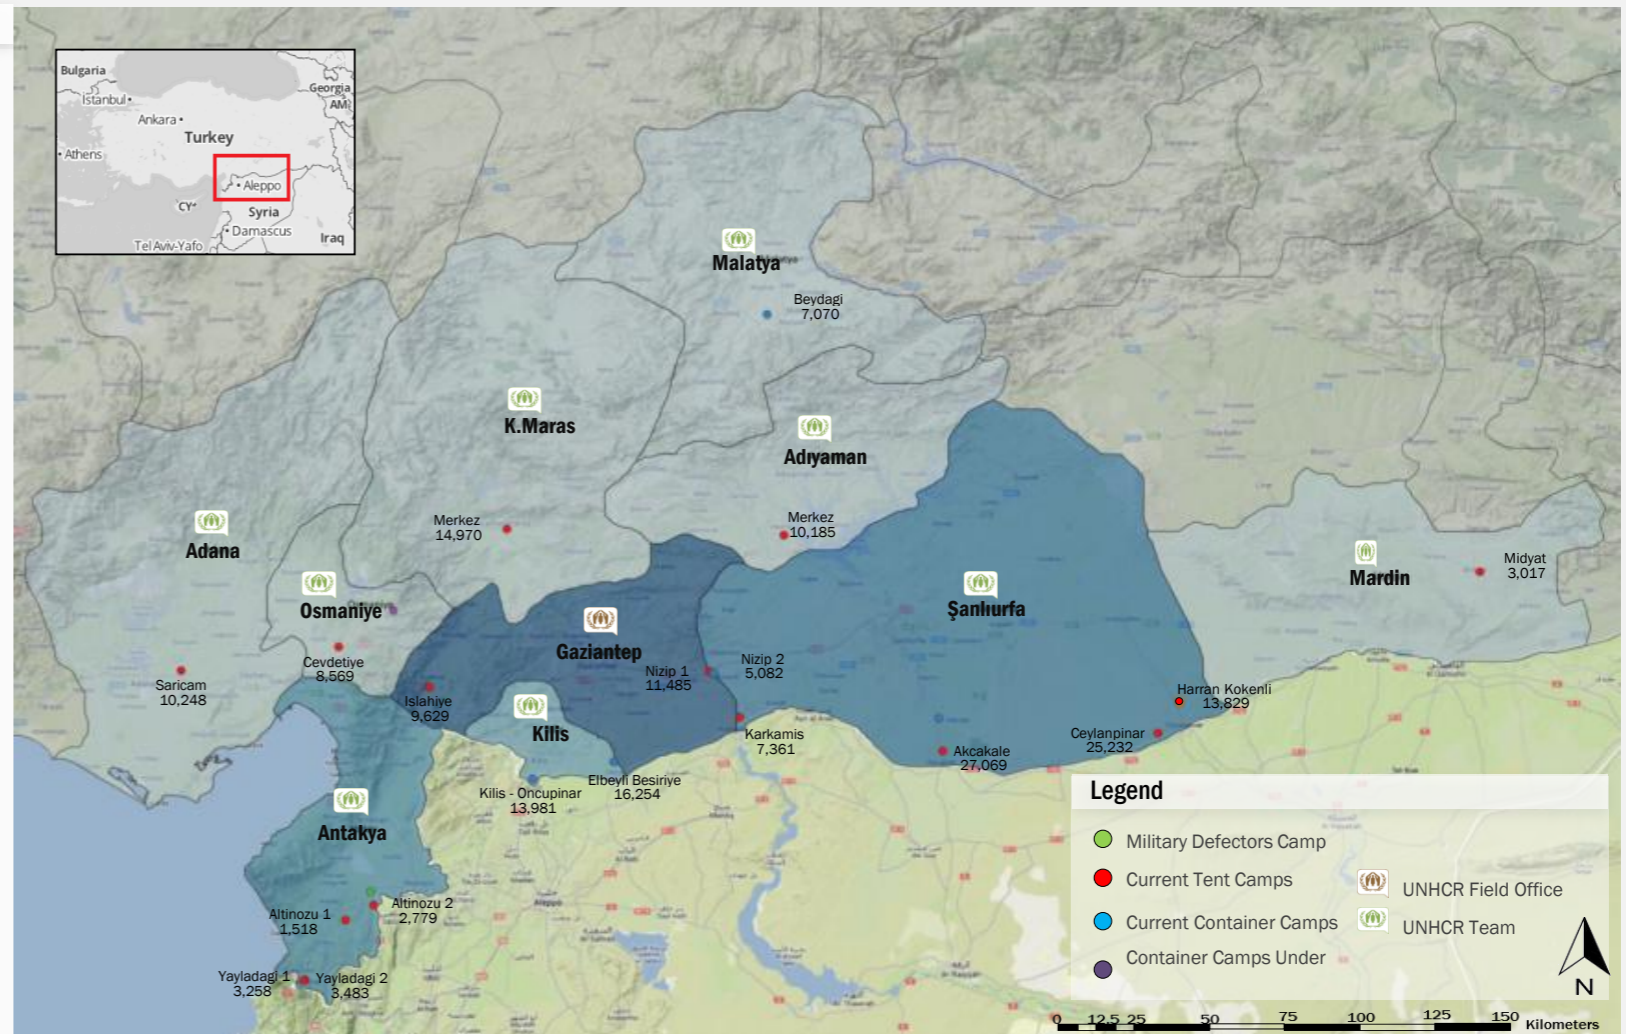 Bulgaria
Georgia
Istanbul
AM
Ankara
Turkey
Athens
Aleppo
CY
Syria
Damascus
Tel Aviv-Yafo
Iraq
Malatya
Beydagi
7,070
K.Maras
Adıyaman
Merkez
14,970
Merkez
10,185
Adana
Osmaniye
Şanlıurfa
Mardin
Midyat
3,017
Gaziantep
Cevdetiye
8,569
Saricam
10,248
Islahiye
9,629
Nizip 1
11,485
Nizip 2
5,082
Harran Kokenli
13,829
Kilis
Karkamis
7,361
Ceylanpinar
25,232
Akcakale
27,069
Kilis - Oncupinar
13,981
Elbeyli Besiriye
16,254
Antakya
Altinozu 1
1,518
Altinozu 2
2,779
Yayladagi 1
3,258
Yayladagi 2
3,483
Legend
Military Defectors Camp
Current Tent Camps
Current Container Camps
Container Camps Under
UNHCR Field Office
UNHCR Team
N
0 12,5 25 50 75 100 125 150 Kilometers